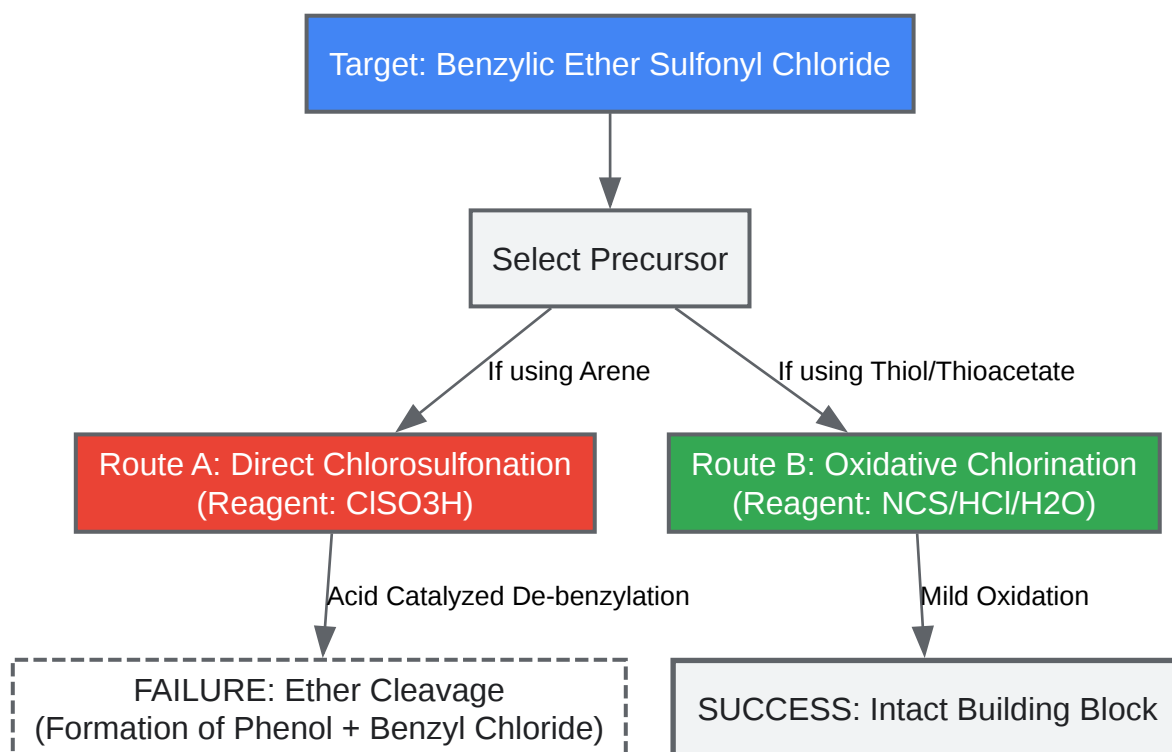 Target: Benzylic Ether Sulfonyl Chloride
Select Precursor
If using Arene
If using Thiol/Thioacetate
Route A: Direct Chlorosulfonation
(Reagent: ClSO3H)
Route B: Oxidative Chlorination
(Reagent: NCS/HCl/H2O)
Acid Catalyzed De-benzylation
Mild Oxidation
FAILURE: Ether Cleavage
(Formation of Phenol + Benzyl Chloride)
SUCCESS: Intact Building Block